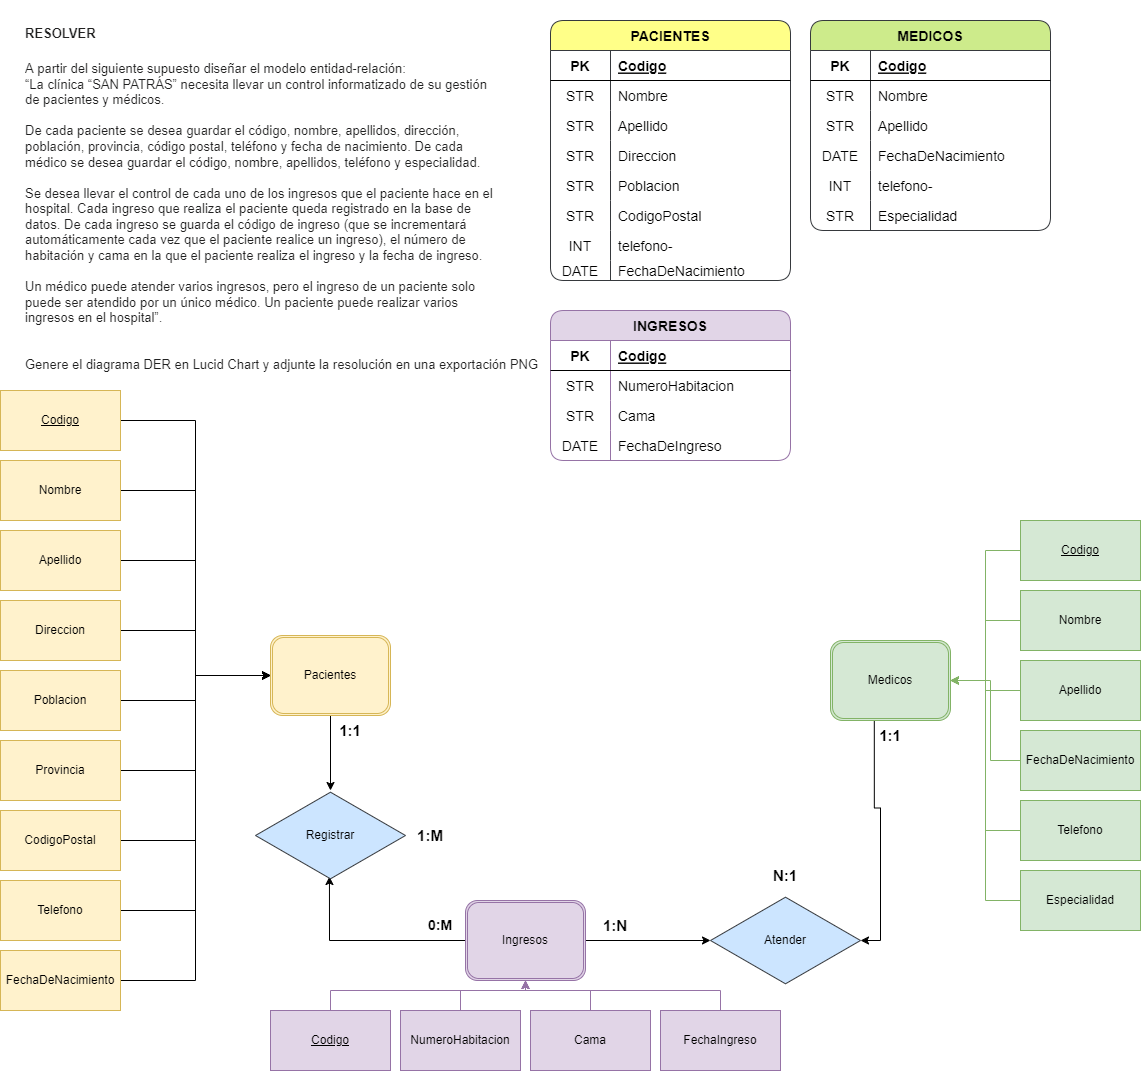 RESOLVER
A partir del siguiente supuesto diseñar el modelo entidad-relación:
“La clínica “SAN PATRÁS” necesita llevar un control informatizado de su gestión
de pacientes y médicos.
De cada paciente se desea guardar el código, nombre, apellidos, dirección,
población, provincia, código postal, teléfono y fecha de nacimiento. De cada
médico se desea guardar el código, nombre, apellidos, teléfono y especialidad.
Se desea llevar el control de cada uno de los ingresos que el paciente hace en el
hospital. Cada ingreso que realiza el paciente queda registrado en la base de
datos. De cada ingreso se guarda el código de ingreso (que se incrementará
automáticamente cada vez que el paciente realice un ingreso), el número de
habitación y cama en la que el paciente realiza el ingreso y la fecha de ingreso.
Un médico puede atender varios ingresos, pero el ingreso de un paciente solo
puede ser atendido por un único médico. Un paciente puede realizar varios
ingresos en el hospital”.
Genere el diagrama DER en Lucid Chart y adjunte la resolución en una exportación PNG
PACIENTES
PK Codigo
STR Nombre
STR Apellido
STR Direccion
STR Poblacion
STR CodigoPostal
INT telefono-
DATE FechaDeNacimiento
MEDICOS
PK Codigo
STR Nombre
STR Apellido
DATE FechaDeNacimiento
INT telefono-
STR Especialidad
INGRESOS
PK Codigo
STR NumeroHabitacion
STR Cama
DATE FechaDeIngreso
Codigo
Nombre
Apellido
Direccion
Poblacion
Provincia
CodigoPostal
Telefono
FechaDeNacimiento
Pacientes
1:1
Registrar
1:M
0:M
Ingresos
1:N
N:1
Atender
Medicos
1:1
Codigo
Nombre
Apellido
FechaDeNacimiento
Telefono
Especialidad
Codigo
NumeroHabitacion
Cama
FechaIngreso